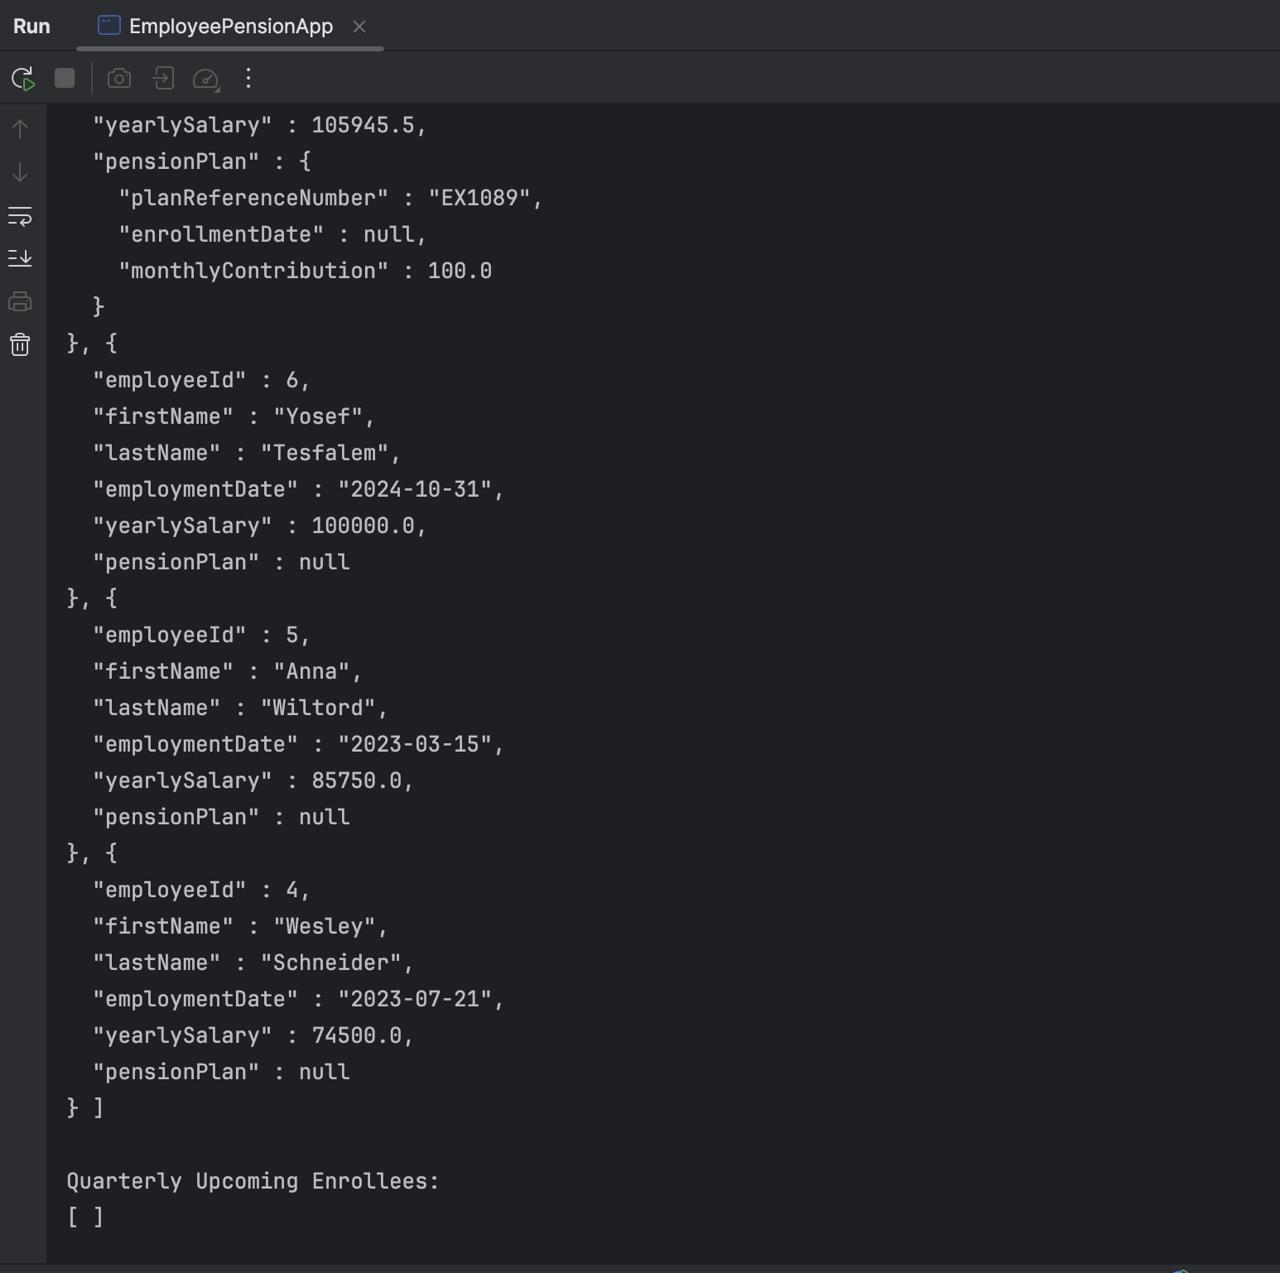 Run EmployeePensionApp
"yearlySalary" : 105945.5,
"pensionPlan" : {
"planReferenceNumber" : "EX1089",
"enrollmentDate" : null,
"monthlyContribution" : 100.0
}
}, {
"employeeId" : 6,
"firstName" : "Yosef",
"lastName" : "Tesfalem",
"employmentDate" : "2024-10-31",
"yearlySalary" : 100000.0,
"pensionPlan" : null
}, {
"employeeId" : 5,
"firstName" : "Anna",
"lastName" : "Wiltord",
"employmentDate" : "2023-03-15",
"yearlySalary" : 85750.0,
"pensionPlan" : null
}, {
"employeeId" : 4,
"firstName" : "Wesley",
"lastName" : "Schneider",
"employmentDate" : "2023-07-21",
"yearlySalary" : 74500.0,
"pensionPlan" : null
} ]
Quarterly Upcoming Enrollees:
[ ]